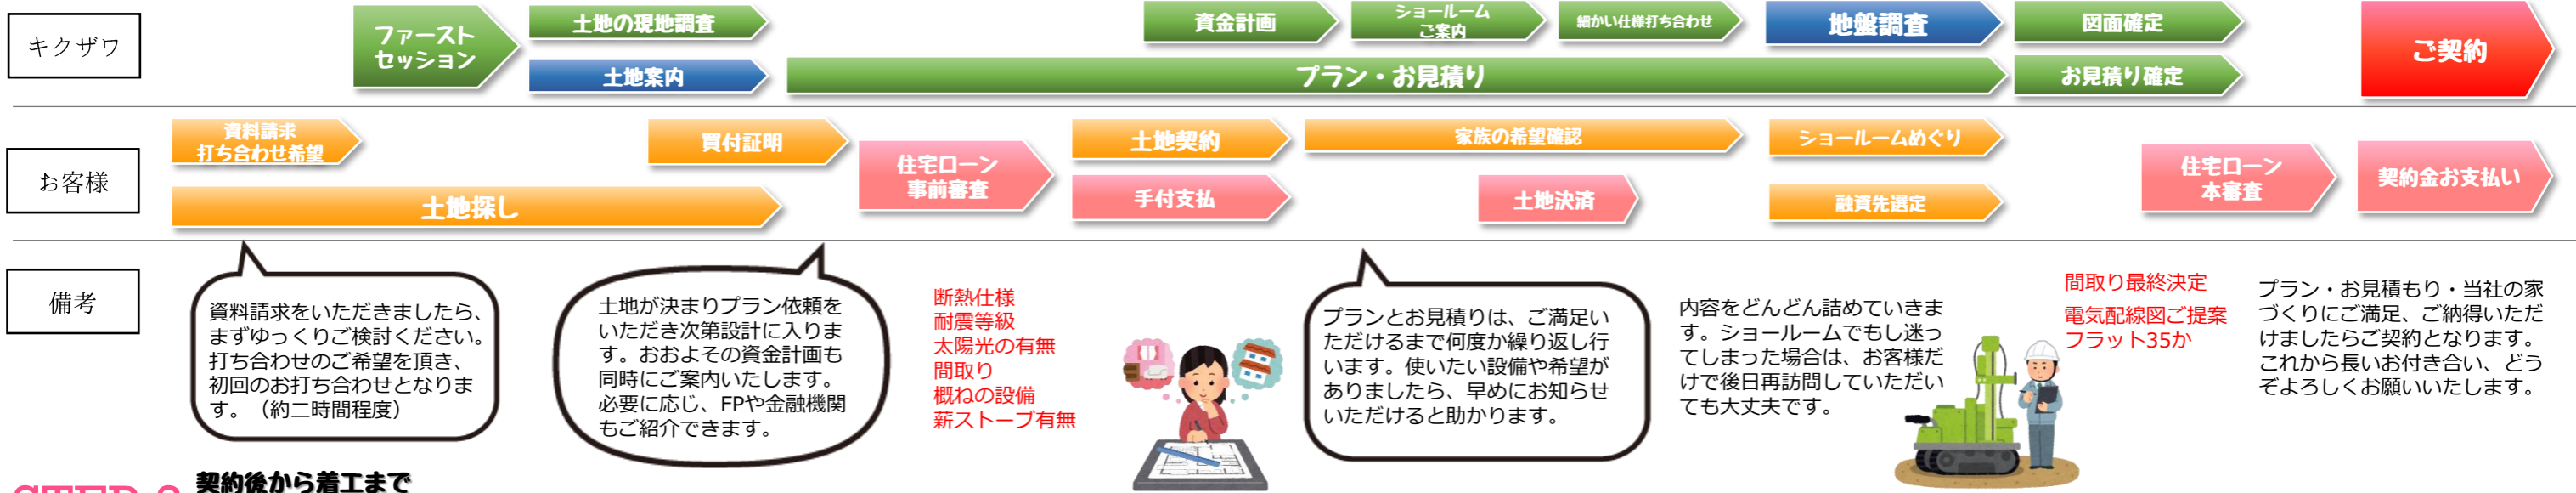 キクザワ
ファースト
セッション
土地の現地調査
土地案内
資金計画
ショールーム
ご案内
細かい仕様打ち合わせ
地盤調査
図面確定
プラン・お見積り
お見積り確定
ご契約
お客様
資料請求
打ち合わせ希望
土地探し
買付証明
住宅ローン
事前審査
土地契約
手付支払
家族の希望確認
土地決済
ショールームめぐり
融資先選定
住宅ローン
本審査
契約金お支払い
備考
資料請求をいただきましたら、
まずゆっくりご検討ください。
打ち合わせのご希望を頂き、
初回のお打ち合わせとなりま
す。（約二時間程度）
土地が決まりプラン依頼を
いただき次第設計に入りま
す。おおよその資金計画も
同時にご案内いたします。
必要に応じ、FPや金融機関
もご紹介できます。
断熱仕様
耐震等級
太陽光の有無
間取り
概ねの設備
薪ストーブ有無
プランとお見積りは、ご満足い
ただけるまで何度か繰り返し行
います。使いたい設備や希望が
ありましたら、早めにお知らせ
いただけると助かります。
内容をどんどん詰めていきま
す。ショールームでもし迷っ
てしまった場合は、お客様だ
けで後日再訪問していただい
ても大丈夫です。
間取り最終決定
電気配線図ご提案
フラット35か
プラン・お見積もり・当社の家
づくりにご満足、ご納得いただ
けましたらご契約となります。
これから長いお付き合い、どう
ぞよろしくお願いいたします。
契約後から着工まで